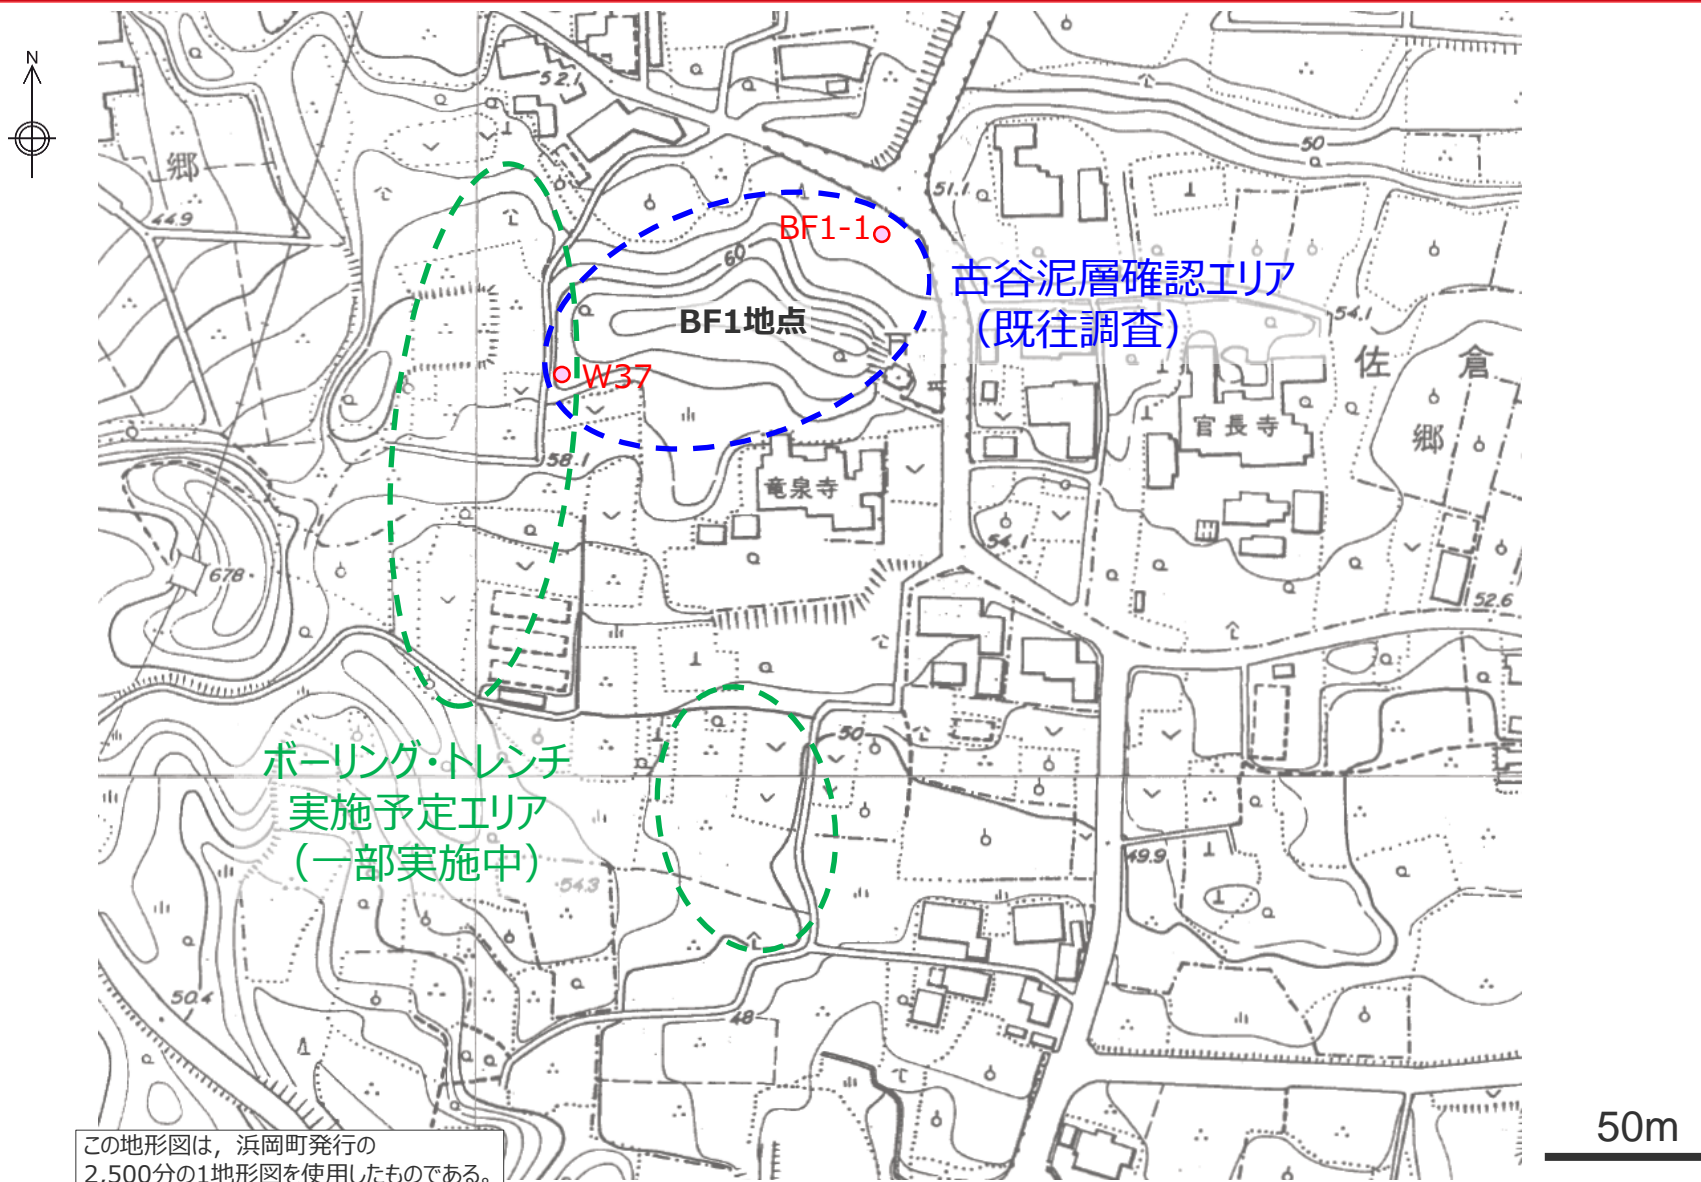 N
52.1
郷
44.9
50
51.1
BF1-1
60
古谷泥層確認エリア
（既往調査）
BF1地点
54.1
佐倉
W37
官長寺
郷
58.1
竜泉寺
54.1
678
52.6
50
ボーリング・トレンチ
実施予定エリア
（一部実施中）
54.3
49.9
50.4
48
この地形図は，浜岡町発行の
2,500分の1地形図を使用したものである。
50m